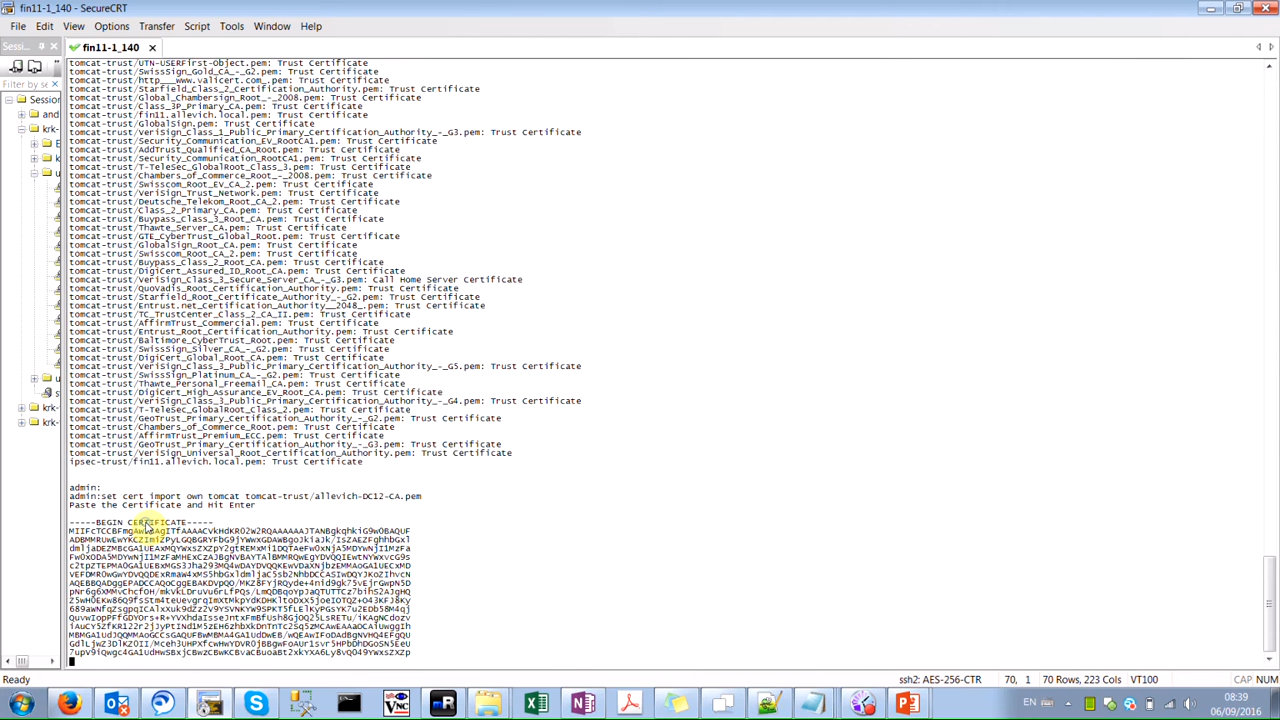 fin11-1_140 - SecureCRT
File Edit View Options Transfer Script Tools Window Help
Sessi...
fin11-1_140
Filter by se
Session
and
krk-
E
k
u
u
s
krk-
krk-
tomcat-trust/UTN-USERFirst-Object.pem: Trust Certificate
tomcat-trust/SwissSign_Gold_CA_-_G2.pem: Trust Certificate
tomcat-trust/http___www.valicert.com_.pem: Trust Certificate
tomcat-trust/Starfield_Class_2_Certification_Authority.pem: Trust Certificate
tomcat-trust/Global_Chambersign_Root_-_2008.pem: Trust Certificate
tomcat-trust/Class_3P_Primary_CA.pem: Trust Certificate
tomcat-trust/fin11.allevich.local.pem: Trust Certificate
tomcat-trust/GlobalSign.pem: Trust Certificate
tomcat-trust/VeriSign_Class_1_Public_Primary_Certification_Authority_-_G3.pem: Trust Certificate
tomcat-trust/Security_Communication_EV_RootCA1.pem: Trust Certificate
tomcat-trust/AddTrust_Qualified_CA_Root.pem: Trust Certificate
tomcat-trust/Security_Communication_RootCA1.pem: Trust Certificate
tomcat-trust/T-TeleSec_GlobalRoot_Class_3.pem: Trust Certificate
tomcat-trust/Chambers_of_Commerce_Root_-_2008.pem: Trust Certificate
tomcat-trust/Swisscom_Root_EV_CA_2.pem: Trust Certificate
tomcat-trust/VeriSign_Trust_Network.pem: Trust Certificate
tomcat-trust/Deutsche_Telekom_Root_CA_2.pem: Trust Certificate
tomcat-trust/Class_2_Primary_CA.pem: Trust Certificate
tomcat-trust/Buypass_Class_3_Root_CA.pem: Trust Certificate
tomcat-trust/Thawte_Server_CA.pem: Trust Certificate
tomcat-trust/GTE_CyberTrust_Global_Root.pem: Trust Certificate
tomcat-trust/GlobalSign_Root_CA.pem: Trust Certificate
tomcat-trust/Swisscom_Root_CA_2.pem: Trust Certificate
tomcat-trust/Buypass_Class_2_Root_CA.pem: Trust Certificate
tomcat-trust/DigiCert_Assured_ID_Root_CA.pem: Trust Certificate
tomcat-trust/VeriSign_Class_3_Secure_Server_CA_-_G3.pem: Call Home Server Certificate
tomcat-trust/QuoVadis_Root_Certification_Authority.pem: Trust Certificate
tomcat-trust/Starfield_Root_Certificate_Authority_-_G2.pem: Trust Certificate
tomcat-trust/Entrust.net_Certification_Authority__2048_.pem: Trust Certificate
tomcat-trust/TC_TrustCenter_Class_2_CA_II.pem: Trust Certificate
tomcat-trust/AffirmTrust_Commercial.pem: Trust Certificate
tomcat-trust/Entrust_Root_Certification_Authority.pem: Trust Certificate
tomcat-trust/Baltimore_CyberTrust_Root.pem: Trust Certificate
tomcat-trust/SwissSign_Silver_CA_-_G2.pem: Trust Certificate
tomcat-trust/DigiCert_Global_Root_CA.pem: Trust Certificate
tomcat-trust/VeriSign_Class_3_Public_Primary_Certification_Authority_-_G5.pem: Trust Certificate
tomcat-trust/SwissSign_Platinum_CA_-_G2.pem: Trust Certificate
tomcat-trust/Thawte_Personal_Freemail_CA.pem: Trust Certificate
tomcat-trust/DigiCert_High_Assurance_EV_Root_CA.pem: Trust Certificate
tomcat-trust/VeriSign_Class_3_Public_Primary_Certification_Authority_-_G4.pem: Trust Certificate
tomcat-trust/T-TeleSec_GlobalRoot_Class_2.pem: Trust Certificate
tomcat-trust/GeoTrust_Primary_Certification_Authority_-_G2.pem: Trust Certificate
tomcat-trust/Chambers_of_Commerce_Root.pem: Trust Certificate
tomcat-trust/AffirmTrust_Premium_ECC.pem: Trust Certificate
tomcat-trust/GeoTrust_Primary_Certification_Authority_-_G3.pem: Trust Certificate
tomcat-trust/VeriSign_Universal_Root_Certification_Authority.pem: Trust Certificate
ipsec-trust/fin11.allevich.local.pem: Trust Certificate
admin:
admin:set cert import own tomcat tomcat-trust/allevich-DC12-CA.pem
Paste the Certificate and Hit Enter
-----BEGIN CERTIFICATE-----
Ready
ssh2: AES-256-CTR 70, 1 70 Rows, 223 Cols VT100 CAP NUM
EN
08:39
06/09/2016